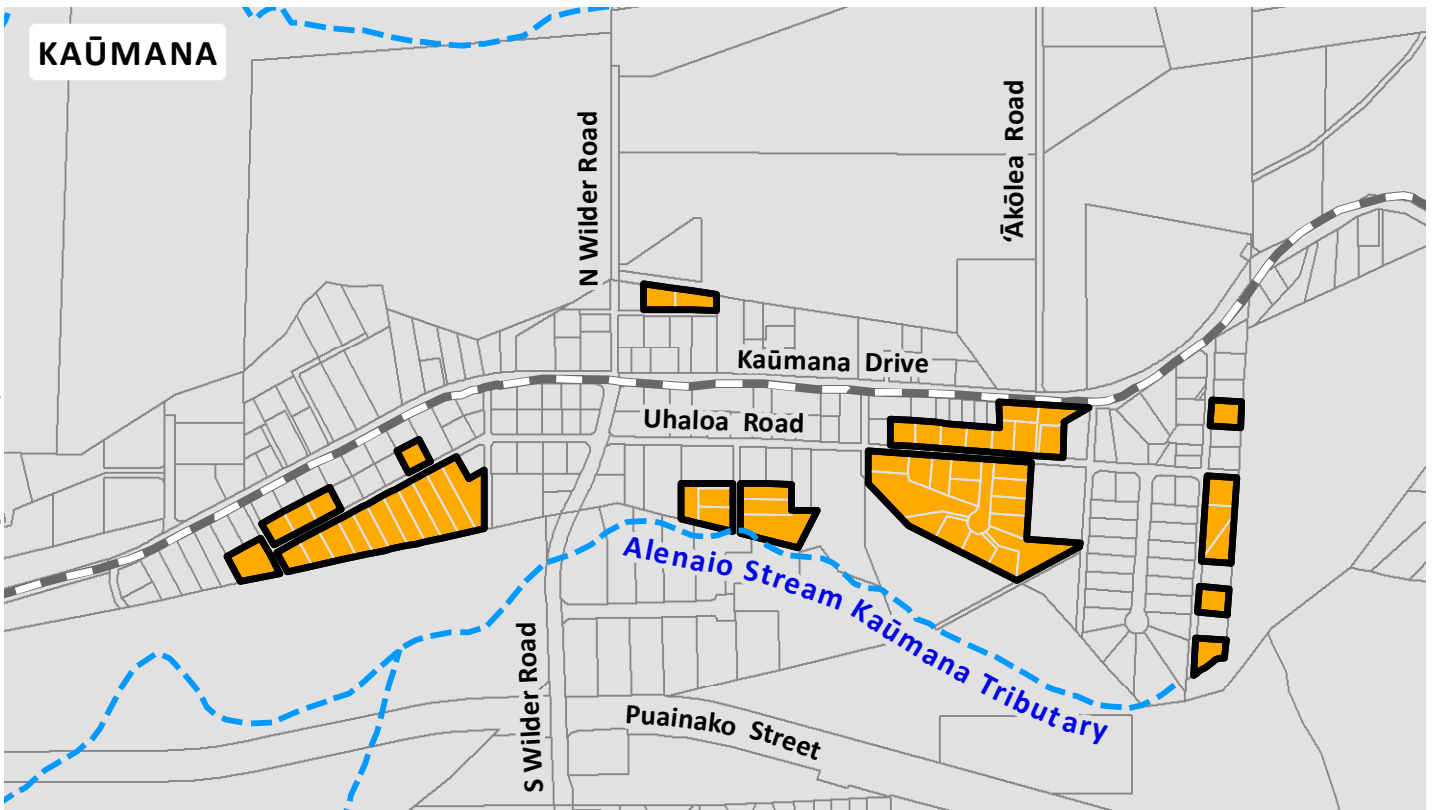 KAŪMANA
N Wilder Road
ʻĀkōlea Road
Kaūmana Drive
Uhaloa Road
Alenaio Stream Kaūmana Tributary
S Wilder Road
Puainako Street